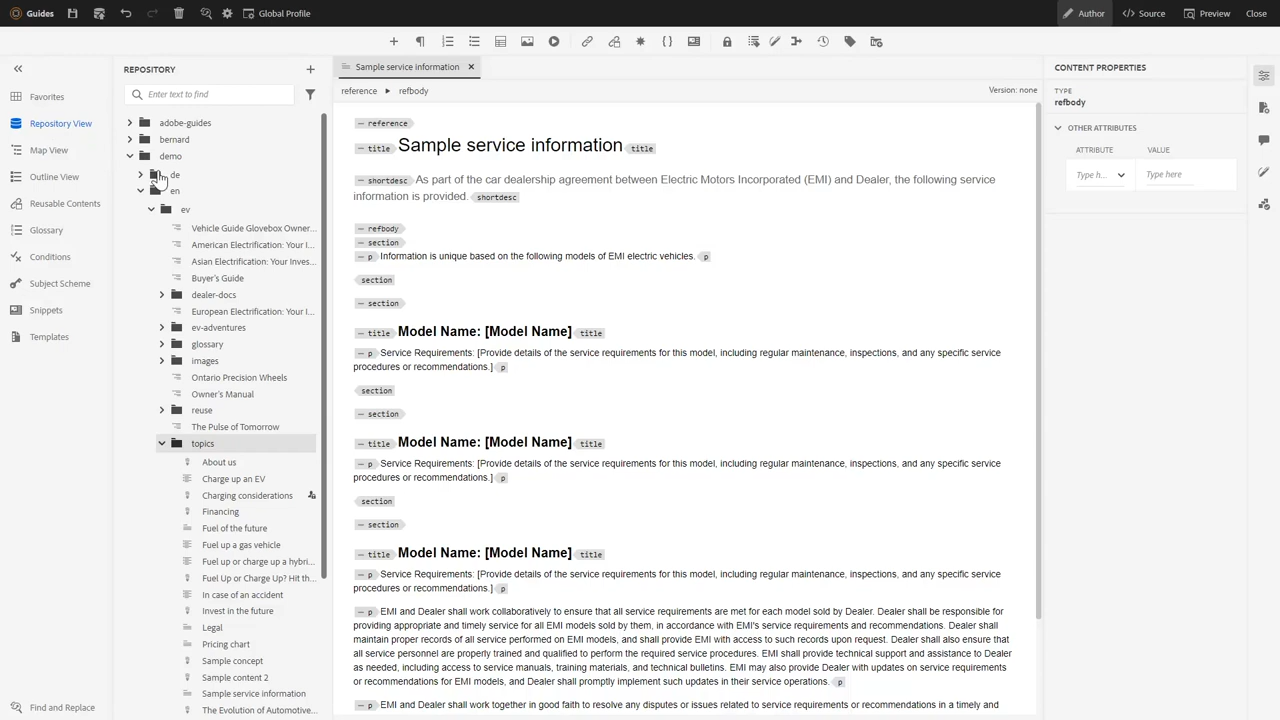 Guides
Global Profile
Author
Source
Preview
Close
REPOSITORY
Enter text to find
Favorites
Repository View
Map View
Outline View
Reusable Contents
Glossary
Conditions
Subject Scheme
Snippets
Templates
Find and Replace
adobe-guides
bernard
demo
de
en
ev
Vehicle Guide Glovebox Owner...
American Electrification: Your I...
Asian Electrification: Your Inves...
Buyer's Guide
dealer-docs
European Electrification: Your I...
ev-adventures
glossary
images
Ontario Precision Wheels
Owner's Manual
reuse
The Pulse of Tomorrow
topics
About us
Charge up an EV
Charging considerations
Financing
Fuel of the future
Fuel up a gas vehicle
Fuel up or charge up a hybri...
Fuel Up or Charge Up? Hit th...
In case of an accident
Invest in the future
Legal
Pricing chart
Sample concept
Sample content 2
Sample service information
The Evolution of Automotive...
Sample service information
reference refbody
Version: none
reference
title Sample service information title
shortdesc As part of the car dealership agreement between Electric Motors Incorporated (EMI) and Dealer, the following service
information is provided. shortdesc
refbody
section
p Information is unique based on the following models of EMI electric vehicles. p
section
section
title Model Name: [Model Name] title
p Service Requirements: [Provide details of the service requirements for this model, including regular maintenance, inspections, and any specific service
procedures or recommendations.] p
section
section
title Model Name: [Model Name] title
p Service Requirements: [Provide details of the service requirements for this model, including regular maintenance, inspections, and any specific service
procedures or recommendations.] p
section
section
title Model Name: [Model Name] title
p Service Requirements: [Provide details of the service requirements for this model, including regular maintenance, inspections, and any specific service
procedures or recommendations.] p
p EMI and Dealer shall work collaboratively to ensure that all service requirements are met for each model sold by Dealer. Dealer shall be responsible for
providing appropriate and timely service for all EMI models sold by them, in accordance with EMI's service requirements and recommendations. Dealer shall
maintain proper records of all service performed on EMI models, and shall provide EMI with access to such records upon request. Dealer shall also ensure that
all service personnel are properly trained and qualified to perform the required service procedures. EMI shall provide technical support and assistance to Dealer
as needed, including access to service manuals, training materials, and technical bulletins. EMI may also provide Dealer with updates on service requirements
or recommendations for EMI models, and Dealer shall promptly implement such updates in their service operations. p
p EMI and Dealer shall work together in good faith to resolve any disputes or issues related to service requirements or recommendations in a timely and
CONTENT PROPERTIES
TYPE
refbody
OTHER ATTRIBUTES
ATTRIBUTE VALUE
Type h... Type here